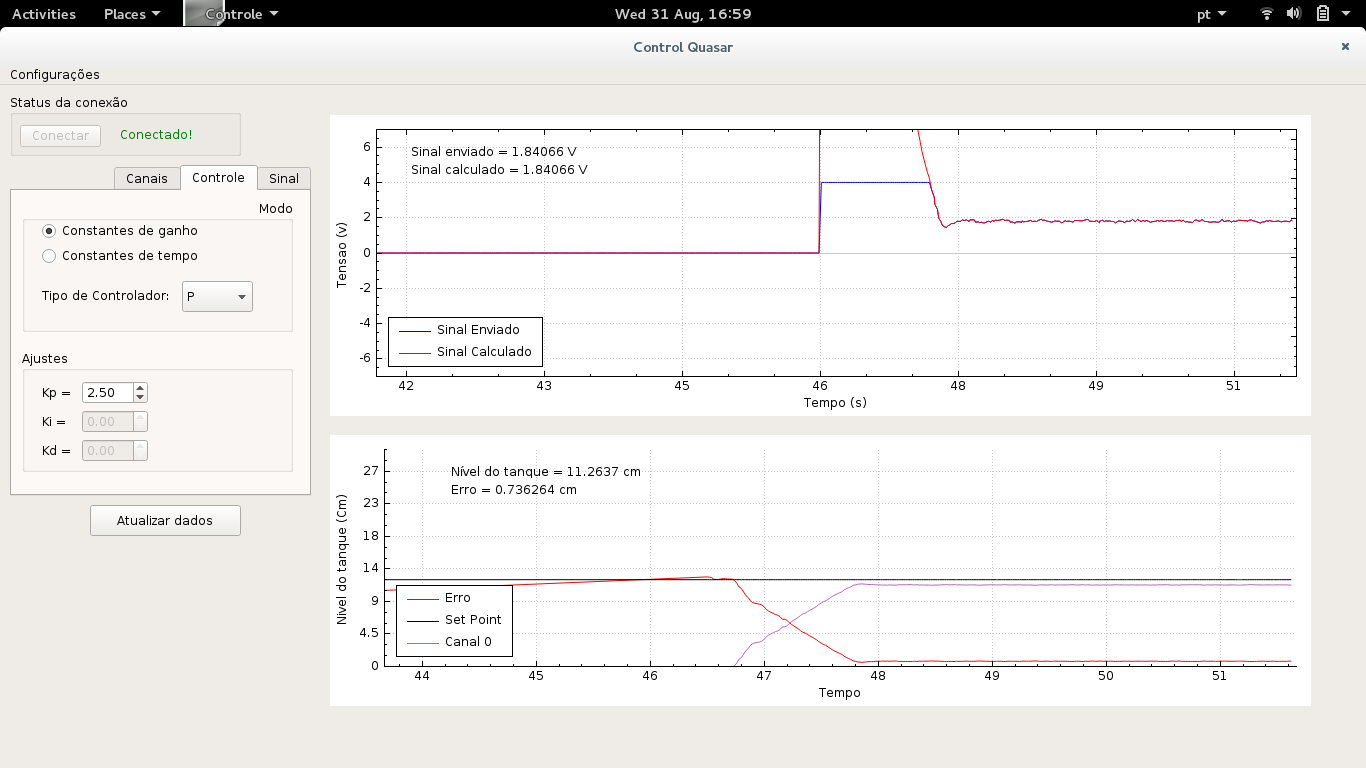 Activities Places Controle Wed 31 Aug, 16:59 pt
Control Quasar
Configurações
Status da conexão
Conectar Conectado!
Canais Controle Sinal
Modo
Constantes de ganho
Constantes de tempo
Tipo de Controlador: P
Ajustes
Kp = 2.50
Ki = 0.00
Kd = 0.00
Atualizar dados
Sinal enviado = 1.84066 V
Sinal calculado = 1.84066 V
6
4
2
0
-2
-4
-6
Tensao (v)
Sinal Enviado
Sinal Calculado
42 43 45 46 48 49 51
Tempo (s)
Nível do tanque = 11.2637 cm
Erro = 0.736264 cm
27
23
18
14
9
4.5
0
Nivel do tanque (Cm)
Erro
Set Point
Canal 0
44 45 46 47 48 49 50 51
Tempo